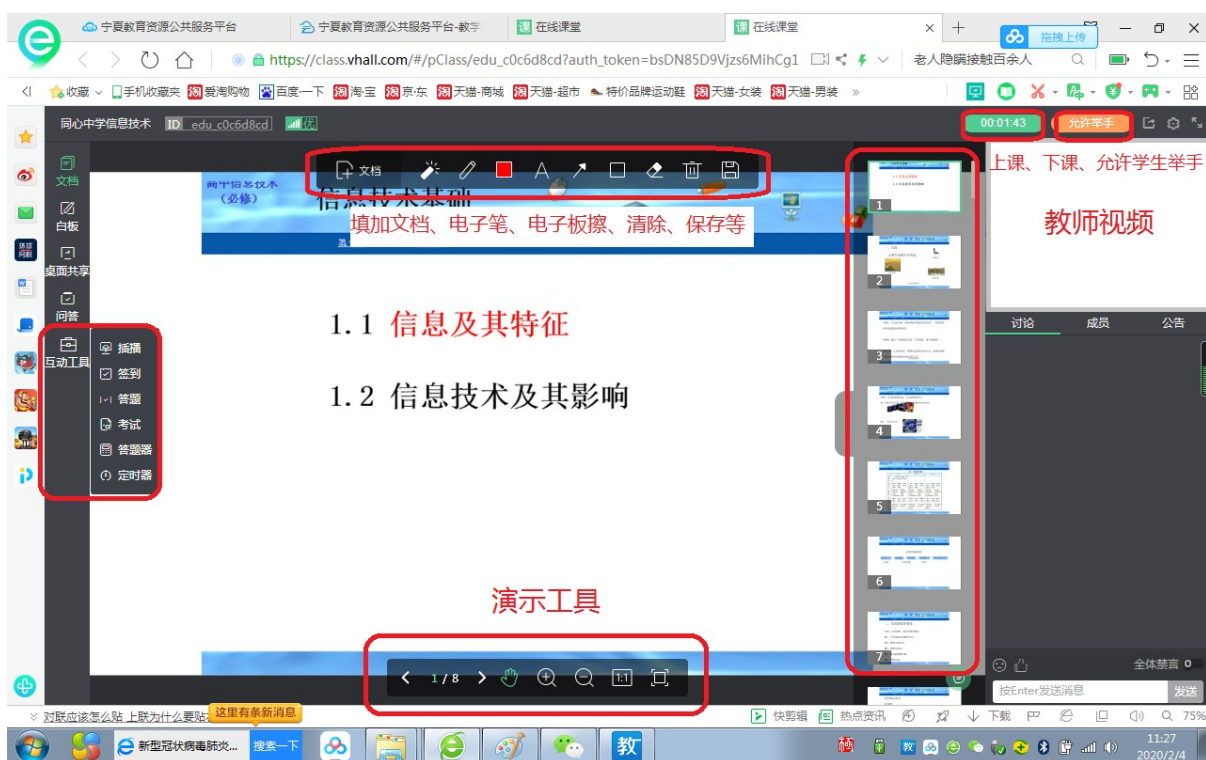 宁夏教育资源公共服务平台
宁夏教育资源公共服务平台-教学
课 在线课堂
课 在线课堂
拖拽上传
https://class.vhall.com/#/pClass/edu_c0c6d8cd?auth_token=bsDN85D9Vjzs6MihCg1
老人隐瞒接触百余人
收藏
手机收藏夹
爱淘购物
百度一下
淘·宝
京·东
天猫-商城
天猫-超市
特价品牌运动鞋
天猫-女装
天猫-男装
同心中学信息技术
ID edu_c0c6d8cd
优
00:01:43
允许举手
上课、下课、允许学生举手
教师视频
文档
白板
桌面共享
问答
互动工具
签到
答题
考试
文档
信息技术基础
填加文档、电子笔、电子板擦、清除、保存等
1.1 信息及其特征
1.2 信息技术及其影响
演示工具
1
2
3
4
5
6
7
1:1
讨论
成员
公告
全体禁言
按Enter发送消息
发送
对联应该怎么贴 上联为什么
8条新消息
快剪辑
热点资讯
下载
75%
新型冠状病毒肺炎...
搜索一下
教
11:27
2020/2/4